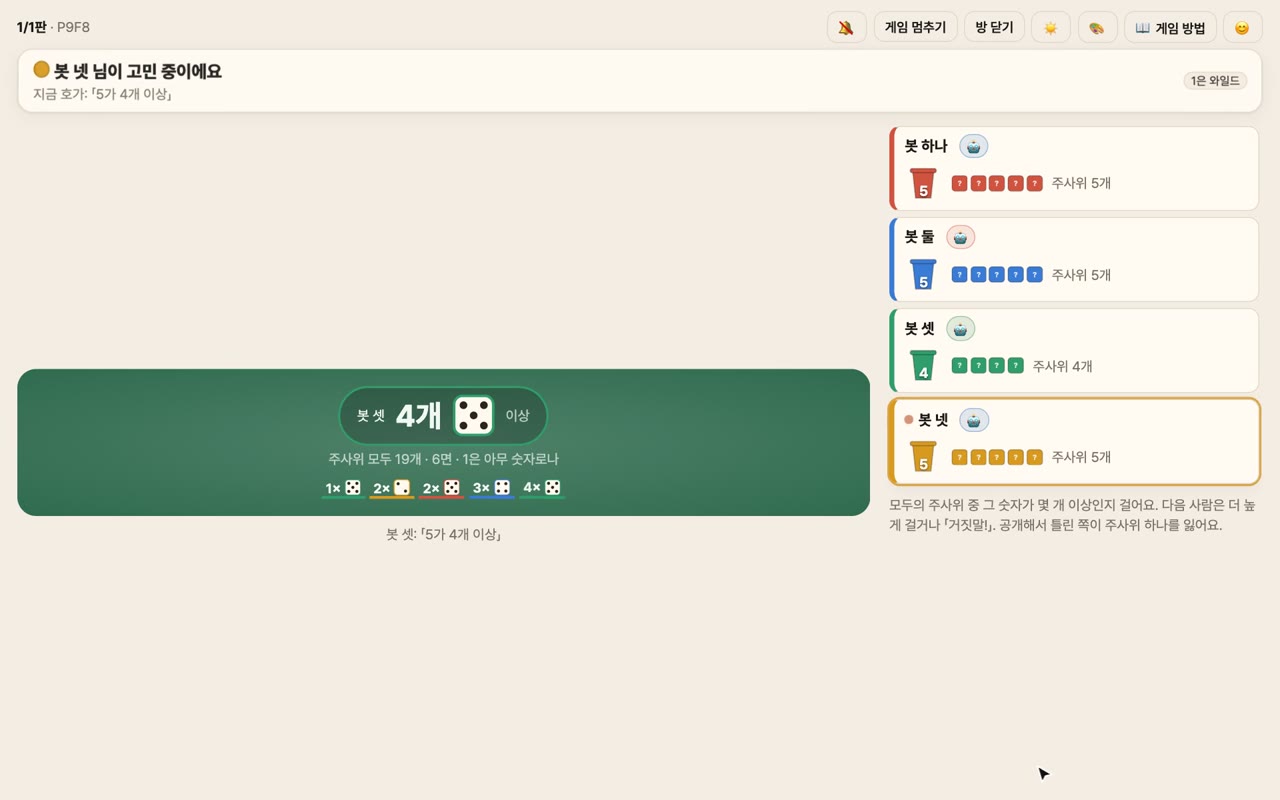 1/1판 · P9F8
게임 멈추기
방 닫기
게임 방법
봇 넷 님이 고민 중이에요
지금 호가: 「5가 4개 이상」
1은 와일드
봇 하나
5
? ? ? ? ?
주사위 5개
봇 둘
5
? ? ? ? ?
주사위 5개
봇 셋
4
? ? ? ?
주사위 4개
봇 넷
5
? ? ? ? ?
주사위 5개
모두의 주사위 중 그 숫자가 몇 개 이상인지 걸어요. 다음 사람은 더 높
게 걸거나 「거짓말!」. 공개해서 틀린 쪽이 주사위 하나를 잃어요.
봇 셋 4개 이상
주사위 모두 19개 · 6면 · 1은 아무 숫자로나
1× 2× 2× 3× 4×
봇 셋: 「5가 4개 이상」